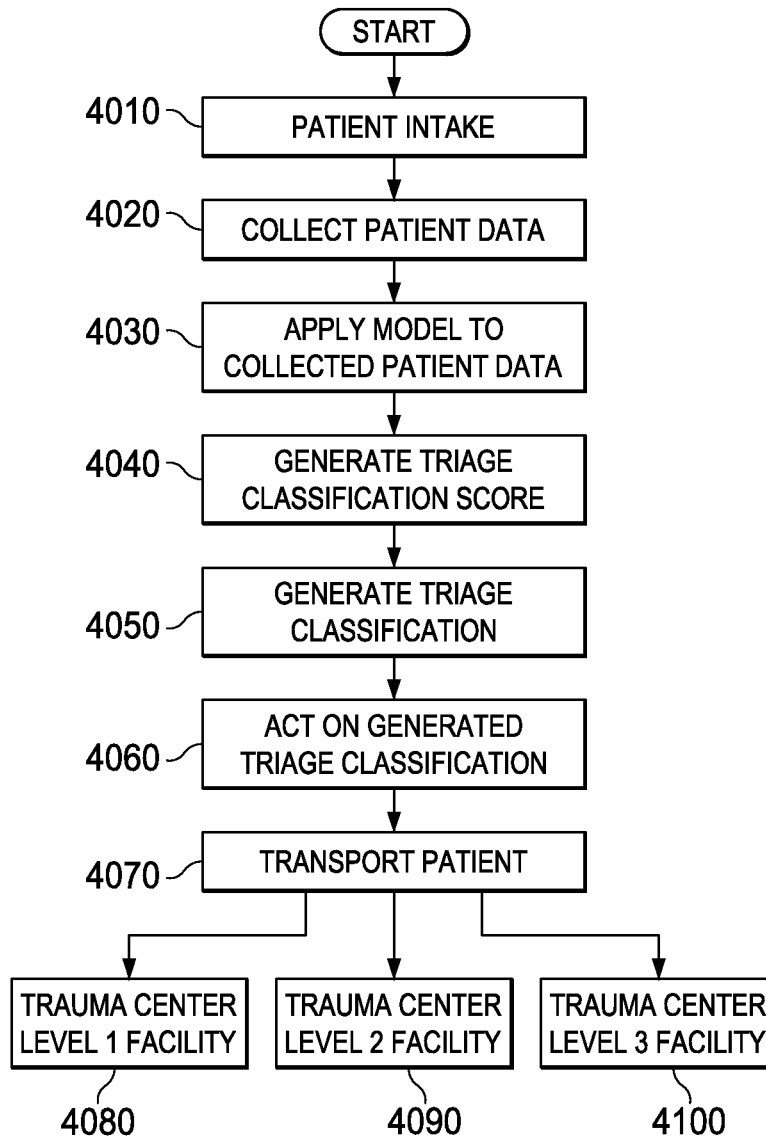 START
4010
PATIENT INTAKE
4020
COLLECT PATIENT DATA
4030
APPLY MODEL TO
COLLECTED PATIENT DATA
4040
GENERATE TRIAGE
CLASSIFICATION SCORE
4050
GENERATE TRIAGE
CLASSIFICATION
4060
ACT ON GENERATED
TRIAGE CLASSIFICATION
4070
TRANSPORT PATIENT
TRAUMA CENTER
LEVEL 1 FACILITY
TRAUMA CENTER
LEVEL 2 FACILITY
TRAUMA CENTER
LEVEL 3 FACILITY
4080
4090
4100